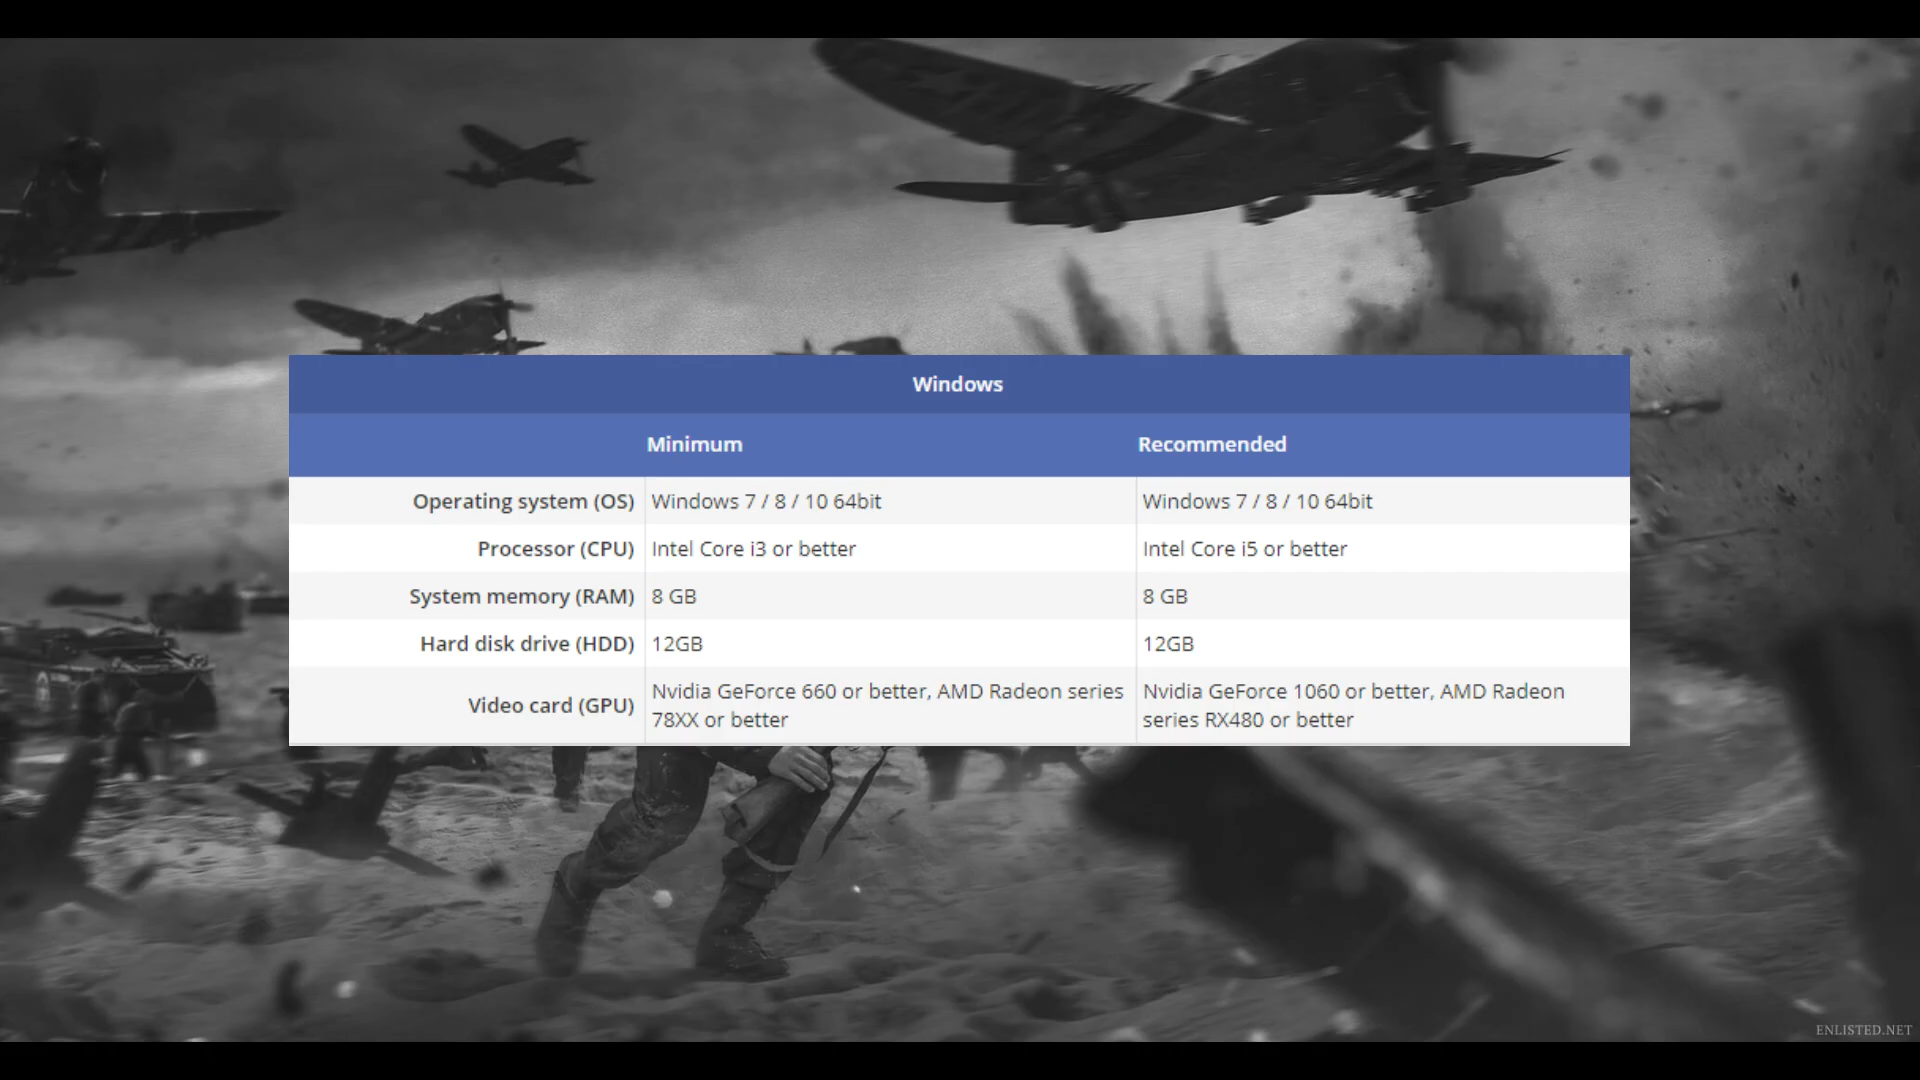 Windows
Minimum Recommended
Operating system (OS) Windows 7 / 8 / 10 64bit Windows 7 / 8 / 10 64bit
Processor (CPU) Intel Core i3 or better Intel Core i5 or better
System memory (RAM) 8 GB 8 GB
Hard disk drive (HDD) 12GB 12GB
Video card (GPU) Nvidia GeForce 660 or better, AMD Radeon series 78XX or better Nvidia GeForce 1060 or better, AMD Radeon series RX480 or better
ENLISTED.NET